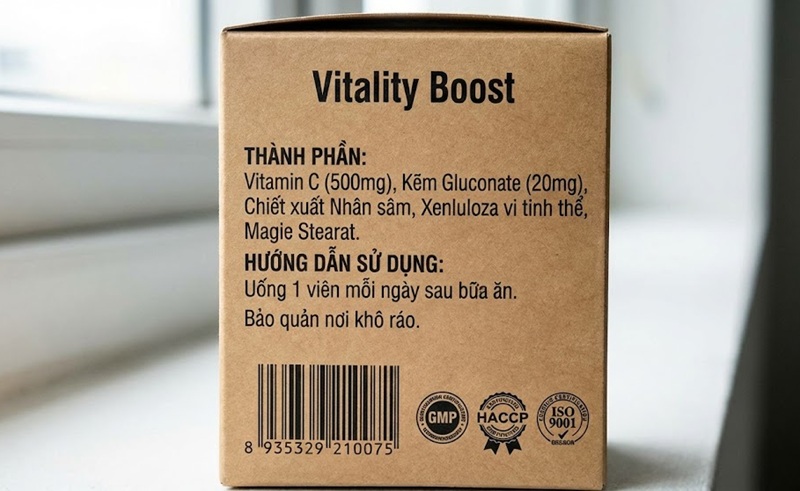 Vitality Boost
THÀNH PHẦN:
Vitamin C (500mg), Kẽm Gluconate (20mg),
Chiết xuất Nhân sâm, Xenluloza vi tinh thể,
Magie Stearat.
HƯỚNG DẪN SỬ DỤNG:
Uống 1 viên mỗi ngày sau bữa ăn.
Bảo quản nơi khô ráo.
8 935329 210075
GMP
HACCP
ISO
9001